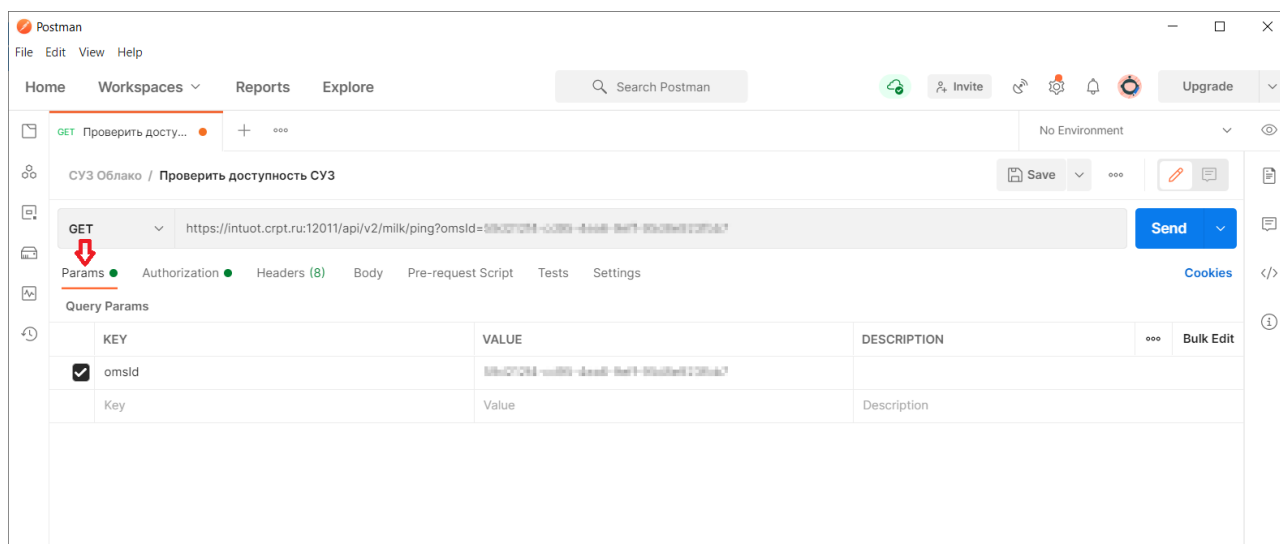 Postman
File Edit View Help
Home Workspaces Reports Explore Search Postman Invite Upgrade
GET Проверить досту... No Environment
СУЗ Облако / Проверить доступность СУЗ Save
GET https://intuot.crpt.ru:12011/api/v2/milk/ping?omsId= Send
Params Authorization Headers (8) Body Pre-request Script Tests Settings Cookies
Query Params
KEY VALUE DESCRIPTION Bulk Edit
omsId
Key Value Description